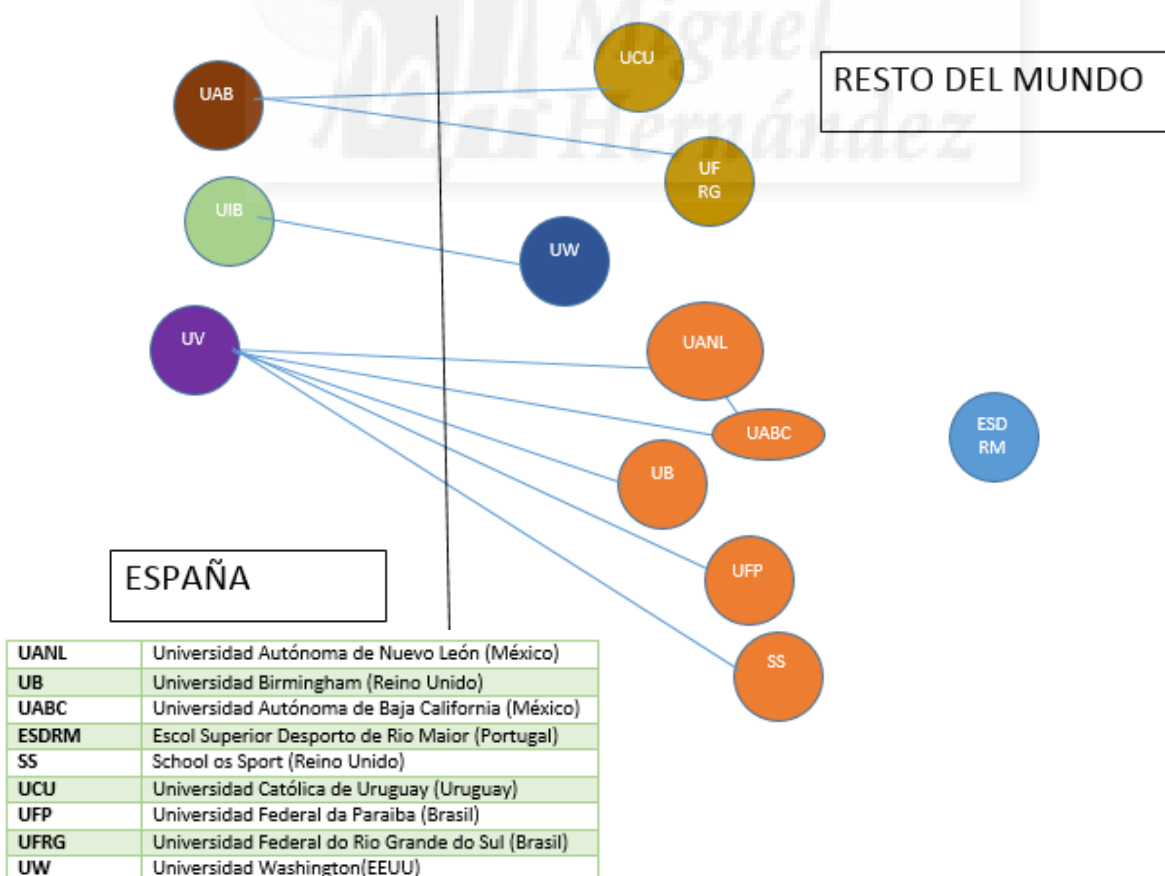 Miguel
Hernández
UAB
UCU
RESTO DEL MUNDO
UF
RG
UIB
UW
UV
UANL
UABC
ESD
RM
UB
UFP
SS
ESPAÑA
UANL Universidad Autónoma de Nuevo León (México)
UB Universidad Birmingham (Reino Unido)
UABC Universidad Autónoma de Baja California (México)
ESDRM Escol Superior Desporto de Rio Maior (Portugal)
SS School os Sport (Reino Unido)
UCU Universidad Católica de Uruguay (Uruguay)
UFP Universidad Federal da Paraiba (Brasil)
UFRG Universidad Federal do Rio Grande do Sul (Brasil)
UW Universidad Washington(EEUU)